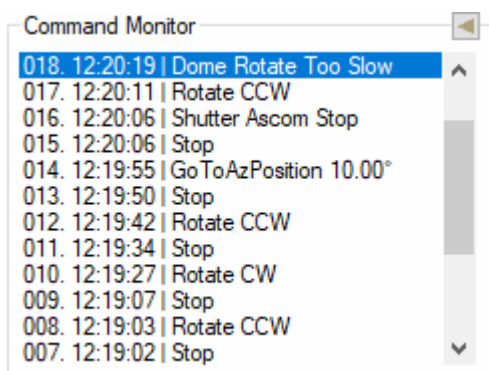 Command Monitor
018. 12:20:19 | Dome Rotate Too Slow
017. 12:20:11 | Rotate CCW
016. 12:20:06 | Shutter Ascom Stop
015. 12:20:06 | Stop
014. 12:19:55 | GoToAzPosition 10.00°
013. 12:19:50 | Stop
012. 12:19:42 | Rotate CCW
011. 12:19:34 | Stop
010. 12:19:27 | Rotate CW
009. 12:19:07 | Stop
008. 12:19:03 | Rotate CCW
007. 12:19:02 | Stop